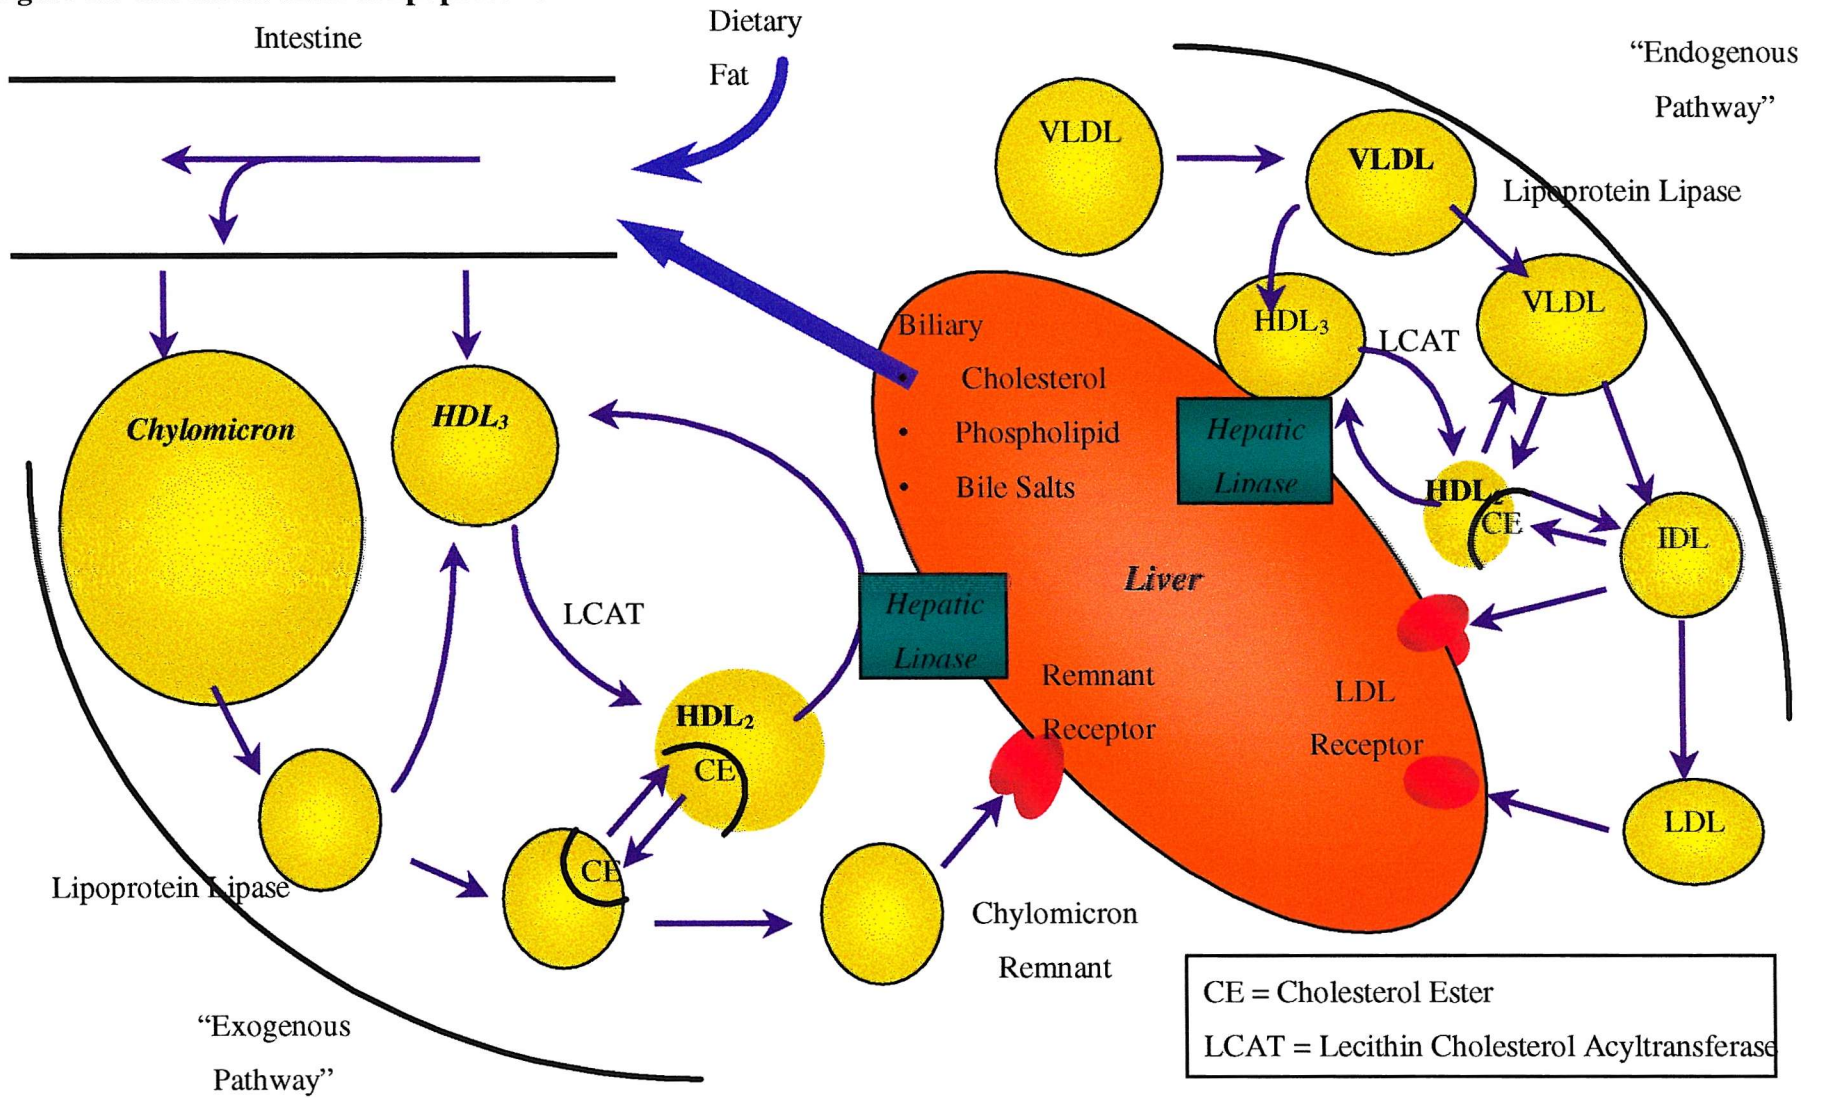 Intestine
Dietary
Fat
"Endogenous
Pathway"
VLDL
VLDL
Lipoprotein Lipase
VLDL
HDL₃
LCAT
Biliary
• Cholesterol
• Phospholipid
• Bile Salts
Hepatic
Lipase
Chylomicron
HDL₃
HDL₂
CE
IDL
Liver
Hepatic
Lipase
LCAT
Remnant
Receptor
LDL
Receptor
HDL₂
CE
LDL
CE
Lipoprotein Lipase
Chylomicron
Remnant
"Exogenous
Pathway"
CE = Cholesterol Ester
LCAT = Lecithin Cholesterol Acyltransferase